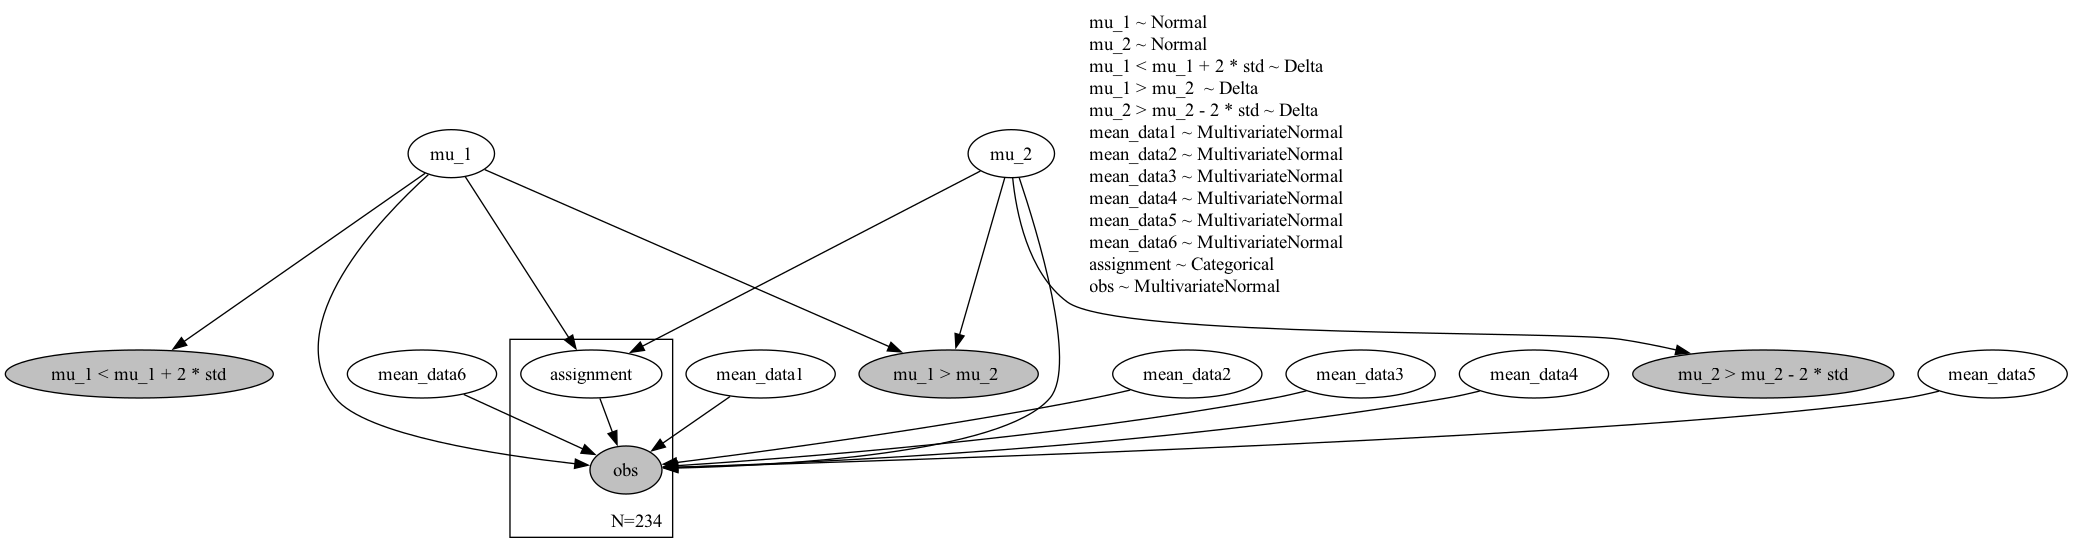 mu_1 ~ Normal
mu_2 ~ Normal
mu_1 < mu_1 + 2 * std ~ Delta
mu_1 > mu_2  ~ Delta
mu_2 > mu_2 - 2 * std ~ Delta
mean_data1 ~ MultivariateNormal
mean_data2 ~ MultivariateNormal
mean_data3 ~ MultivariateNormal
mean_data4 ~ MultivariateNormal
mean_data5 ~ MultivariateNormal
mean_data6 ~ MultivariateNormal
assignment ~ Categorical
obs ~ MultivariateNormal
mu_1
mu_2
mu_1 < mu_1 + 2 * std
mean_data6
assignment
mean_data1
mu_1 > mu_2
mean_data2
mean_data3
mean_data4
mu_2 > mu_2 - 2 * std
mean_data5
obs
N=234